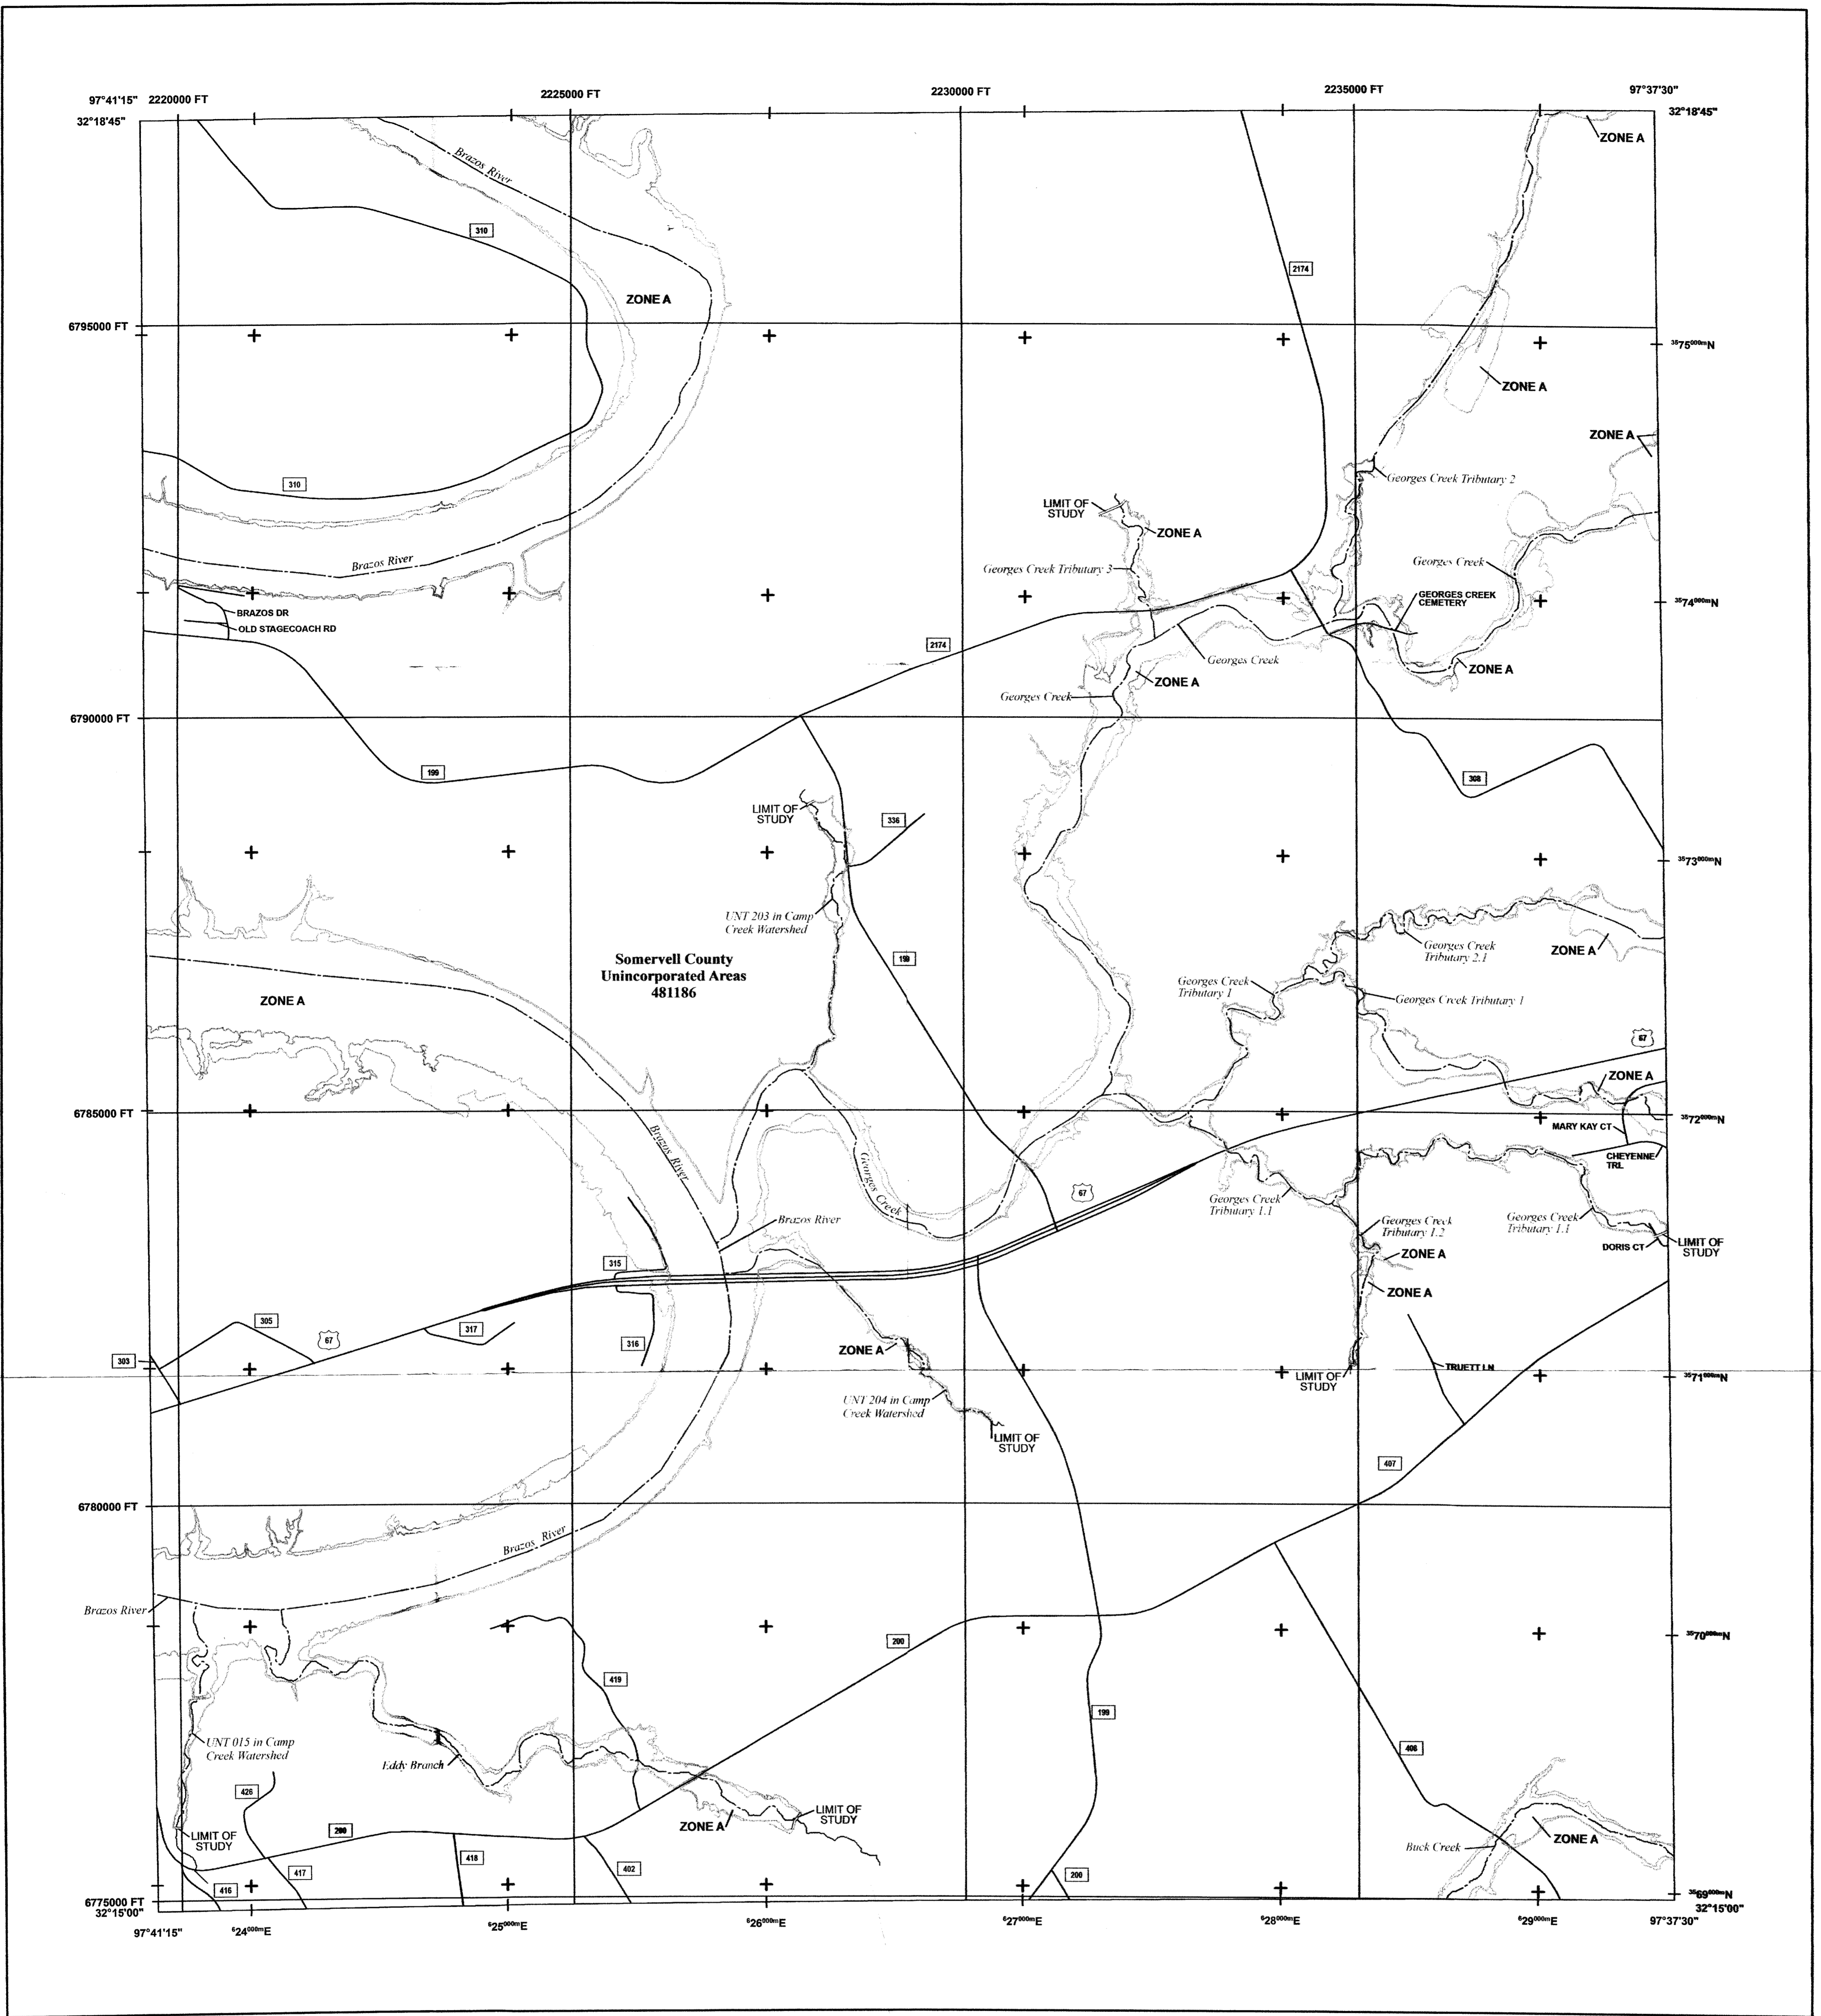 97°41'15" 2220000 FT
2225000 FT
2230000 FT
2235000 FT
97°37'30"
32°18'45"
32°18'45"
ZONE A
Brazos River
310
2174
ZONE A
6795000 FT
3575000mN
ZONE A
ZONE A
310
Georges Creek Tributary 2
LIMIT OF
STUDY
ZONE A
Brazos River
Georges Creek Tributary 3
Georges Creek
GEORGES CREEK
CEMETERY
3574000mN
BRAZOS DR
OLD STAGECOACH RD
2174
Georges Creek
ZONE A
ZONE A
Georges Creek
6790000 FT
199
308
LIMIT OF
STUDY
336
3573000mN
UNT 203 in Camp
Creek Watershed
Georges Creek
Tributary 2.1
ZONE A
Somervell County
Unincorporated Areas
481186
199
Georges Creek
Tributary 1
Georges Creek Tributary 1
ZONE A
67
ZONE A
6785000 FT
3572000mN
MARY KAY CT
CHEYENNE
TRL
Brazos River
Georges Creek
67
Georges Creek
Tributary 1.1
Brazos River
Georges Creek
Tributary 1.2
Georges Creek
Tributary 1.1
DORIS CT
LIMIT OF
STUDY
ZONE A
315
ZONE A
305
67
317
316
ZONE A
303
TRUETT LN
LIMIT OF
STUDY
3571000mN
UNT 204 in Camp
Creek Watershed
LIMIT OF
STUDY
407
6780000 FT
Brazos River
Brazos River
200
3570000mN
419
199
UNT 015 in Camp
Creek Watershed
Eddy Branch
406
426
LIMIT OF
STUDY
ZONE A
LIMIT OF
STUDY
200
ZONE A
Buck Creek
418
402
417
416
200
6775000 FT
3569000mN
32°15'00"
32°15'00"
97°41'15"
624000mE
625000mE
626000mE
627000mE
628000mE
629000mE
97°37'30"